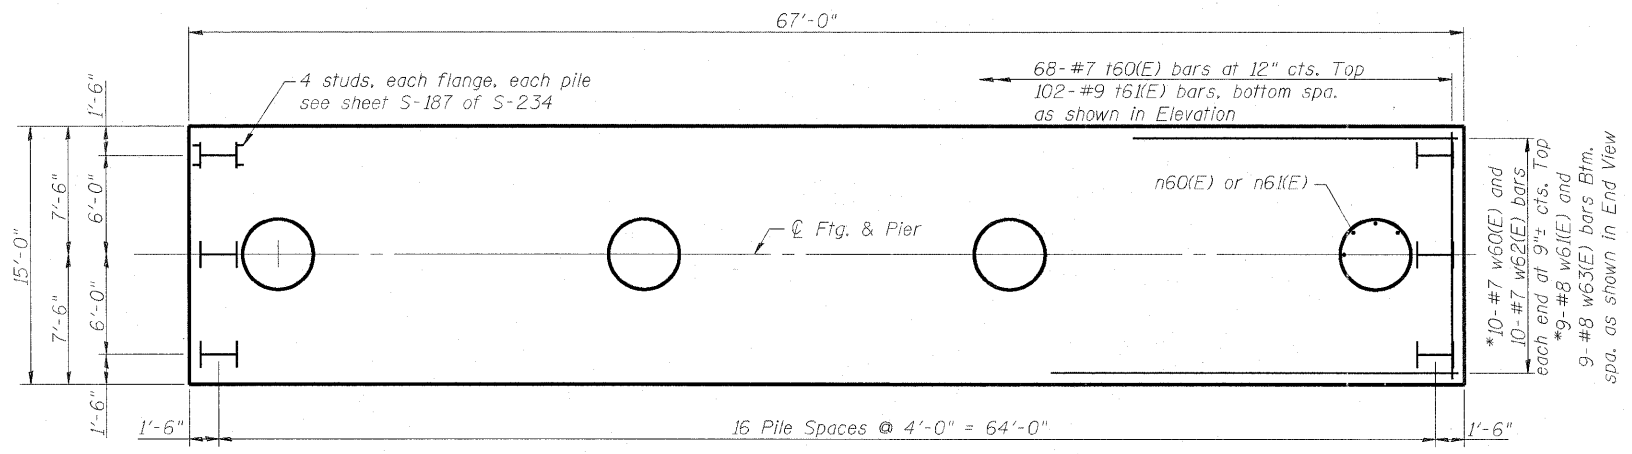 67'-0"
4 studs, each flange, each pile
see sheet S-187 of S-234
68-#7 t60(E) bars at 12" cts. Top
102-#9 t61(E) bars, bottom spa.
as shown in Elevation
1'-6"
15'-0"
7'-6"
7'-6"
6'-0"
6'-0"
1'-6"
n60(E) or n61(E)
℄ Ftg. & Pier
*10-#7 w60(E) and
10-#7 w62(E) bars
each end at 9"± cts. Top
*9-#8 w61(E) and
9-#8 w63(E) bars Btm.
spa. as shown in End View
1'-6"
16 Pile Spaces @ 4'-0" = 64'-0"
1'-6"